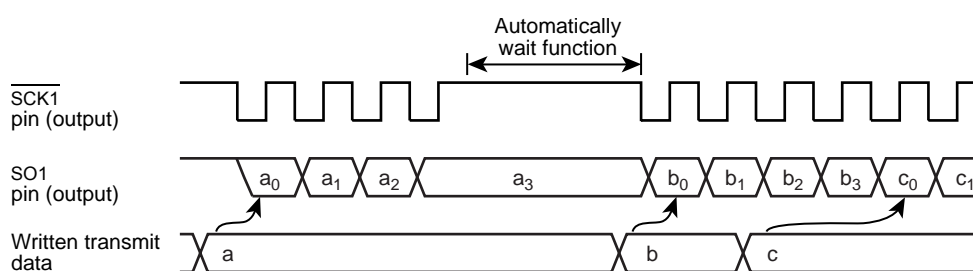 Automatically
wait function
SCK1
pin (output)
SO1
pin (output)
a0 a1 a2 a3 b0 b1 b2 b3 c0 c1
Written transmit
data
a b c